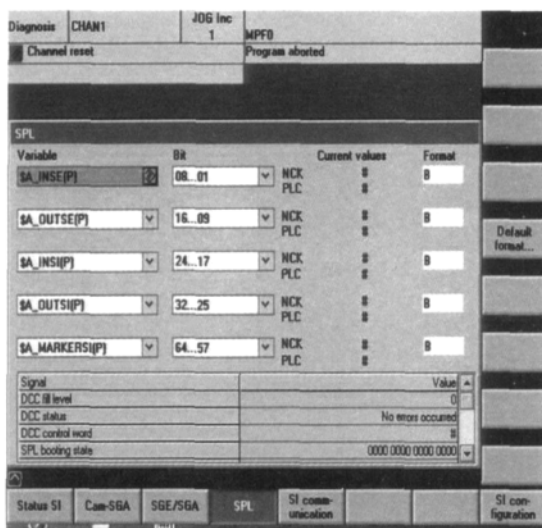 Diagnosis CHAN1 JOG Inc MPF0
1
Channel reset Program aborted
SPL
Variable Bit Current values Format
$A_INSE(P) 08...01 NCK # B
PLC #
$A_OUTSE(P) 16...09 NCK # B
PLC #
Default
format...
$A_INSI(P) 24...17 NCK # B
PLC #
$A_OUTSI(P) 32...25 NCK # B
PLC #
$A_MARKERSI(P) 64...57 NCK # B
PLC #
Signal Value
DCC fill level 0
DCC status No errors occurred
DCC control word #
SPL booting state 0000 0000 0000 0000
Status SI Cam-SGA SGE/SGA SPL SI comm-
unication SI con-
figuration